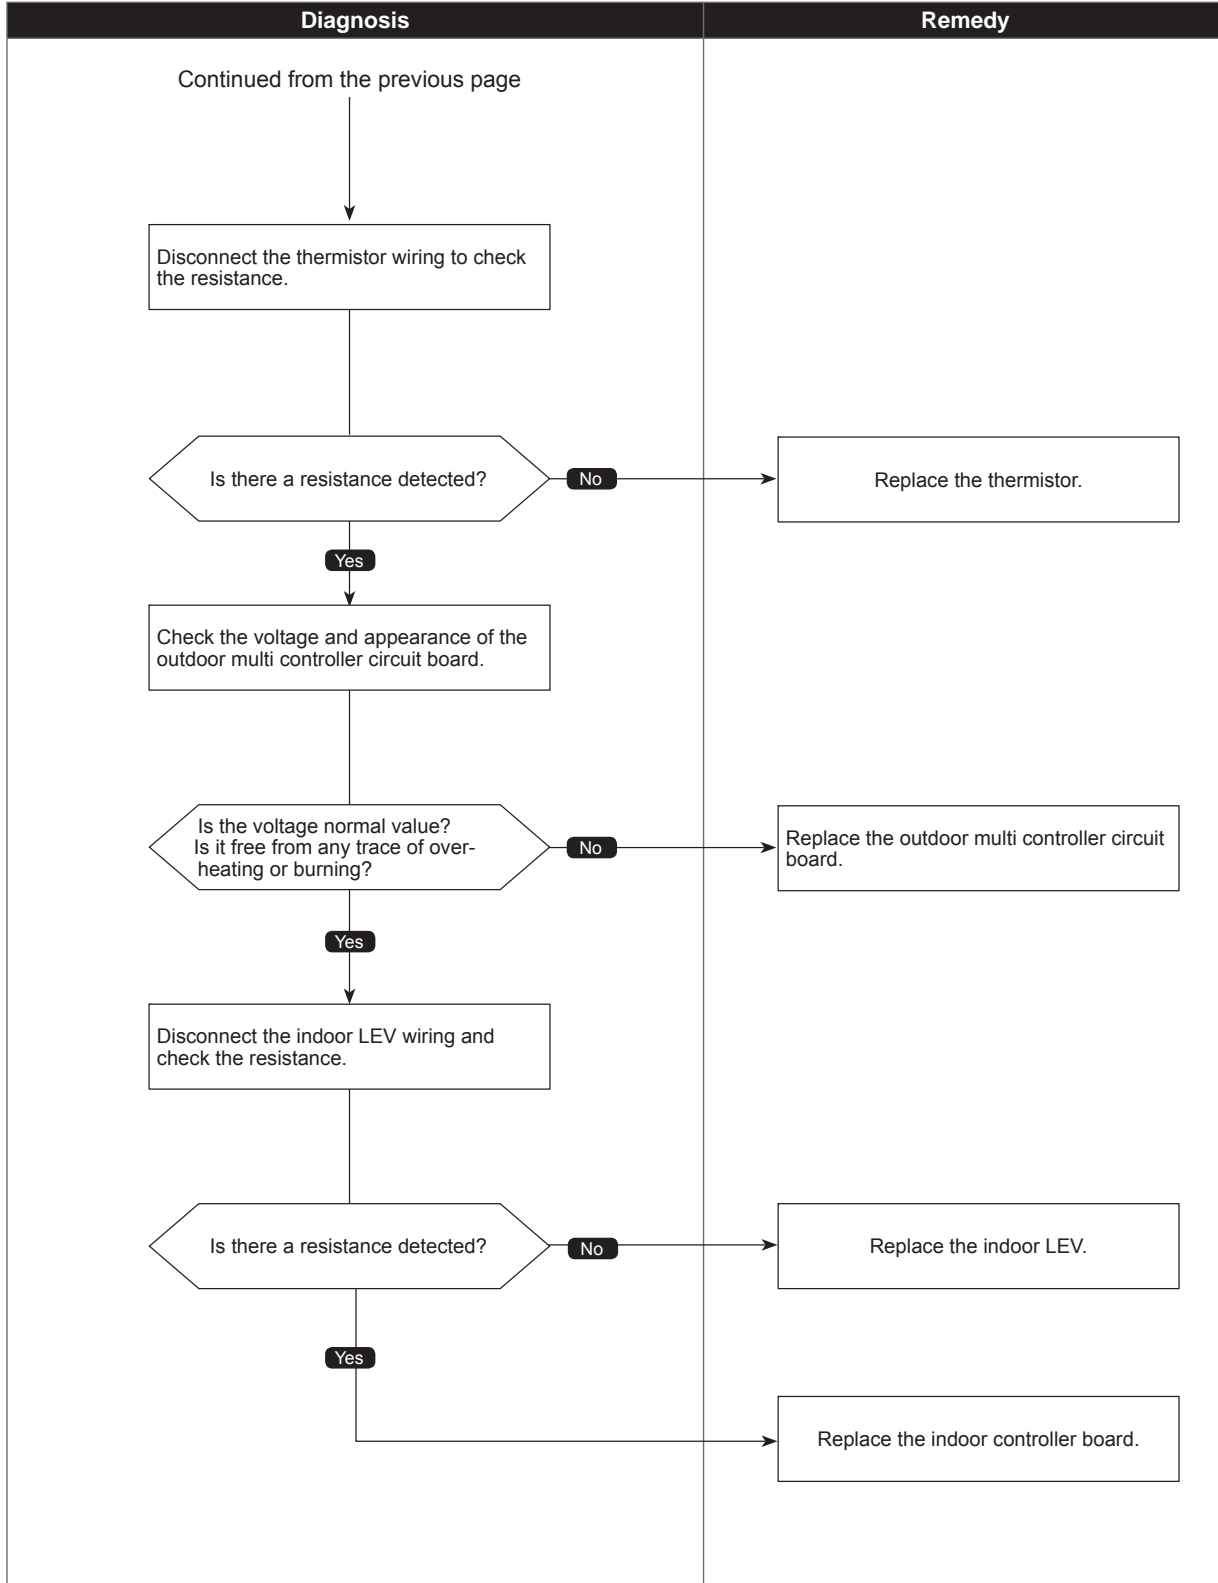 Diagnosis
Remedy
Continued from the previous page
Disconnect the thermistor wiring to check
the resistance.
Is there a resistance detected?
No
Replace the thermistor.
Yes
Check the voltage and appearance of the
outdoor multi controller circuit board.
Is the voltage normal value?
Is it free from any trace of over-
heating or burning?
No
Replace the outdoor multi controller circuit
board.
Yes
Disconnect the indoor LEV wiring and
check the resistance.
Is there a resistance detected?
No
Replace the indoor LEV.
Yes
Replace the indoor controller board.